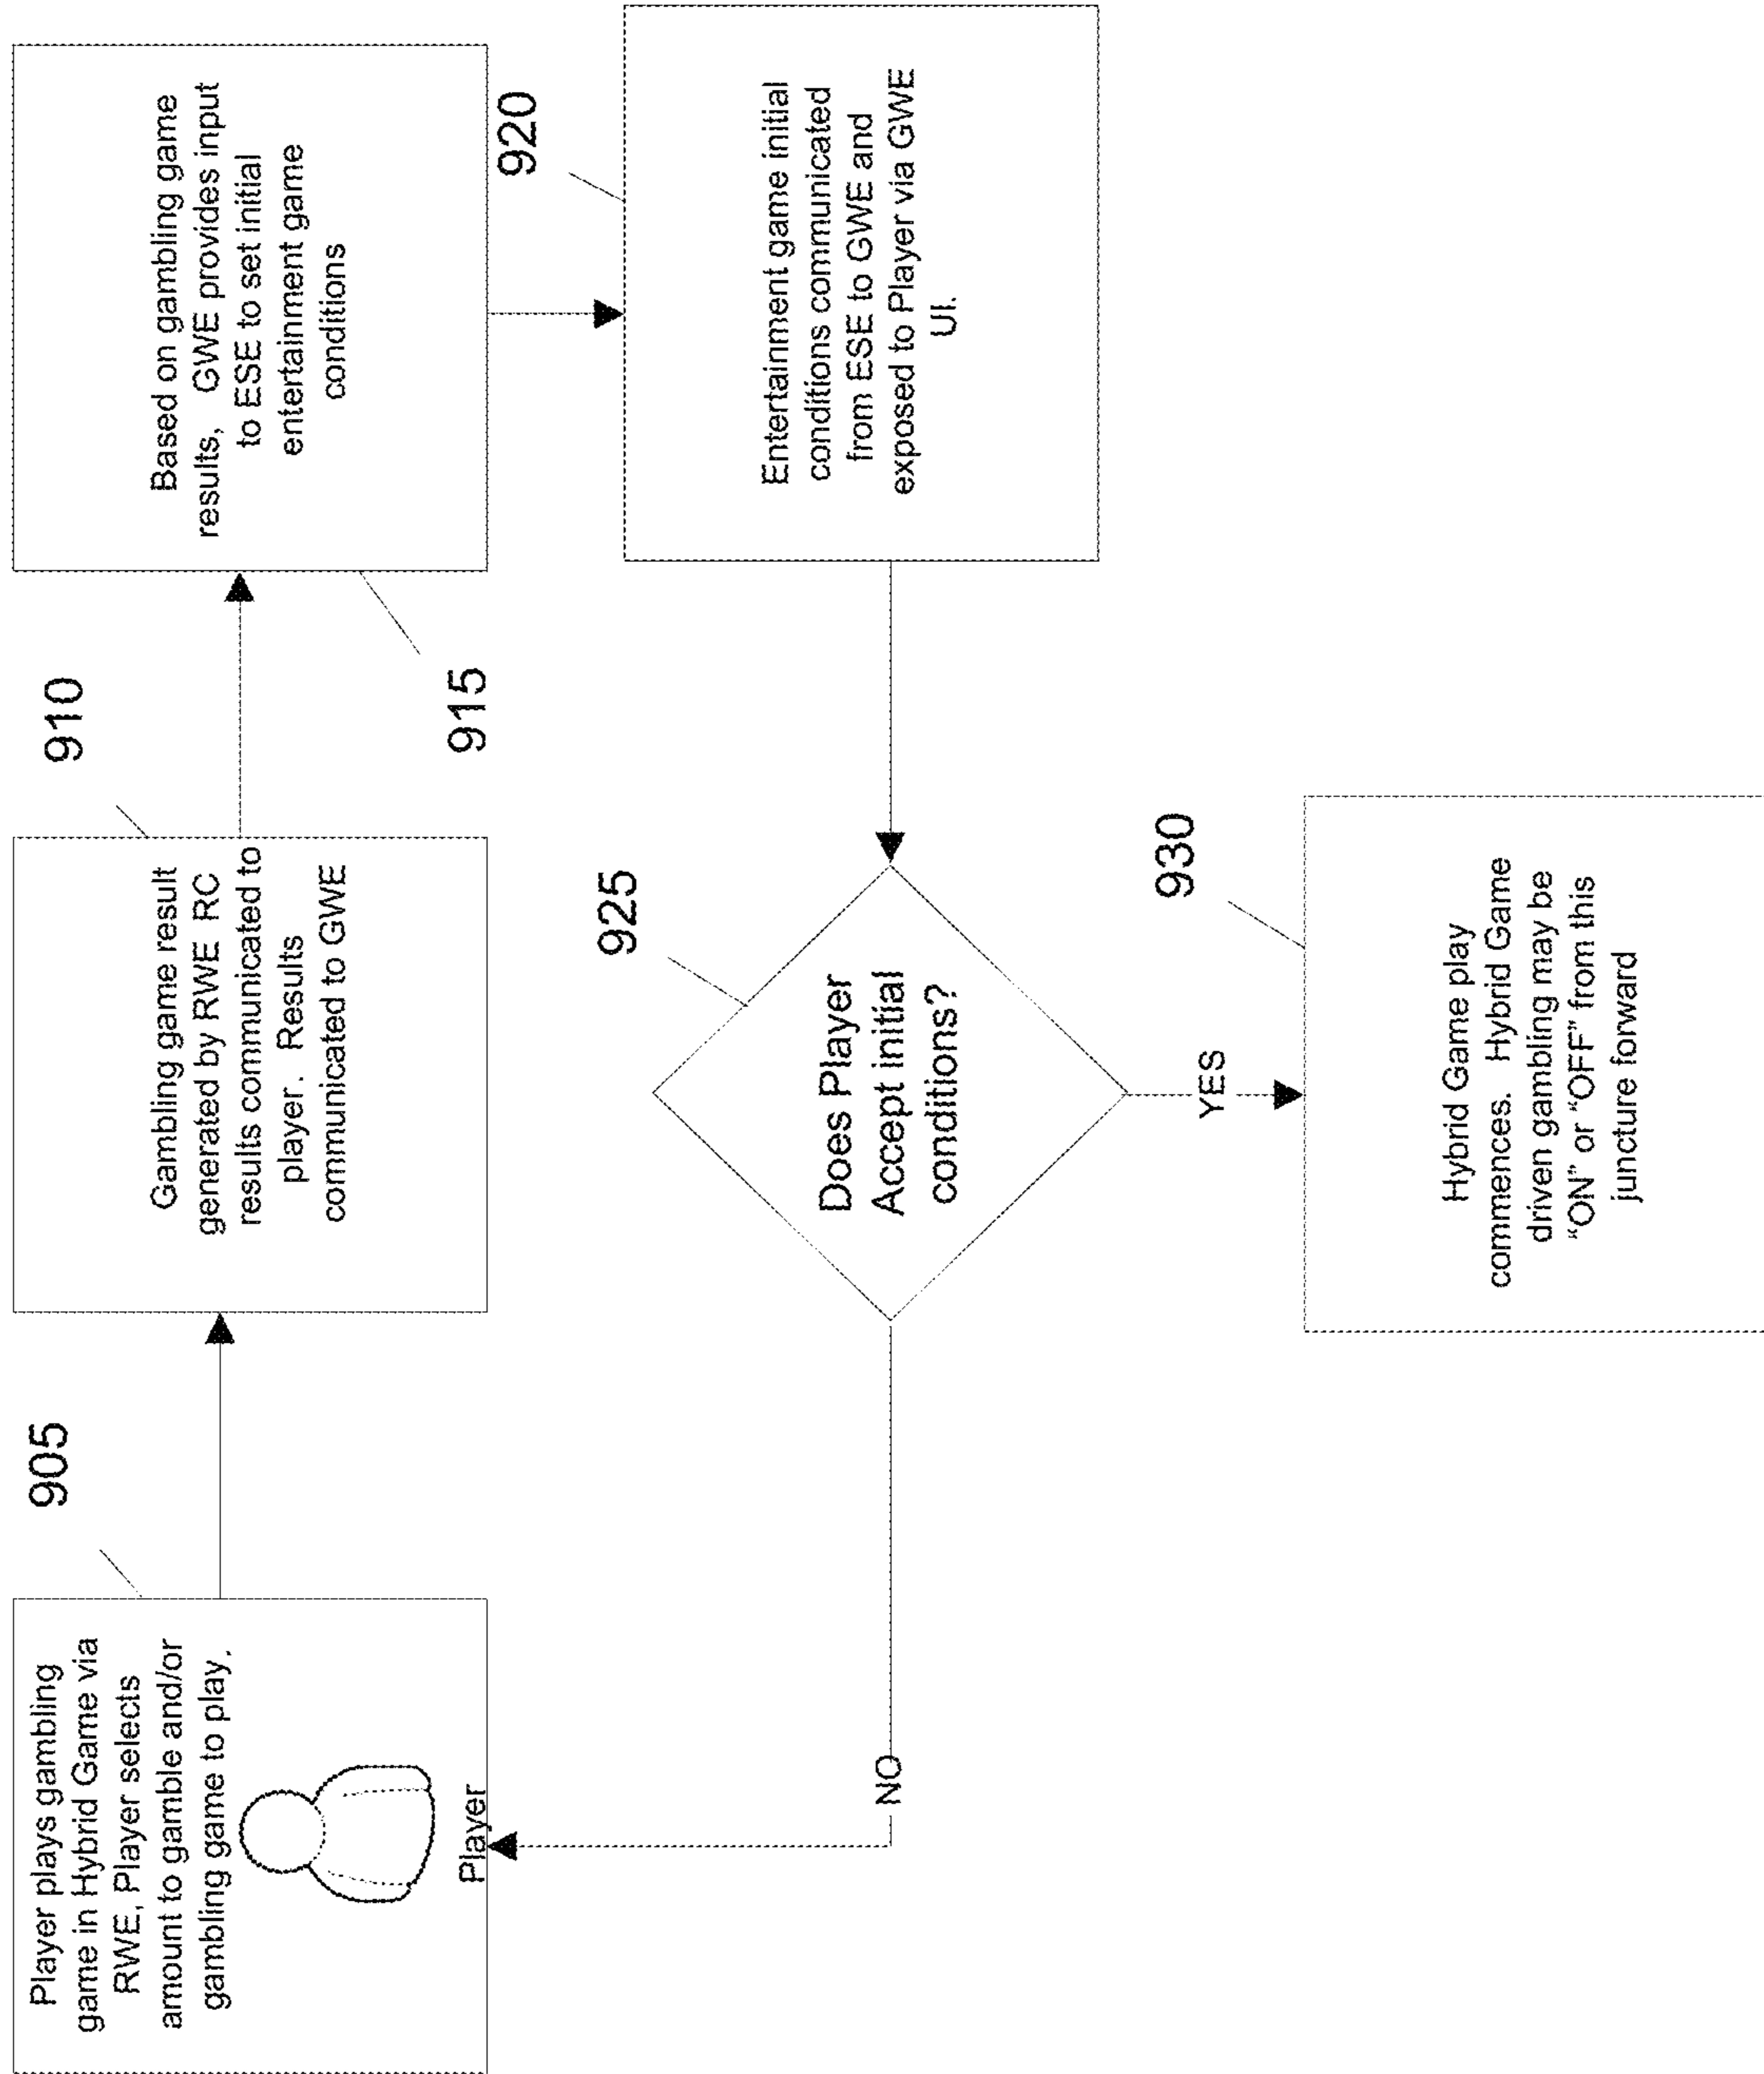 905
Player plays gambling
game in Hybrid Game via
RWE, Player selects
amount to gamble and/or
gambling game to play.
Player
910
Gambling game result
generated by RWE RC
results communicated to
player. Results
communicated to GWE
915
Based on gambling game
results, GWE provides input
to ESE to set initial
entertainment game
conditions
920
Entertainment game initial
conditions communicated
from ESE to GWE and
exposed to Player via GWE
UI.
925
Does Player
Accept initial
conditions?
NO
YES
930
Hybrid Game play
commences. Hybrid Game
driven gambling may be
“ON” or “OFF” from this
juncture forward